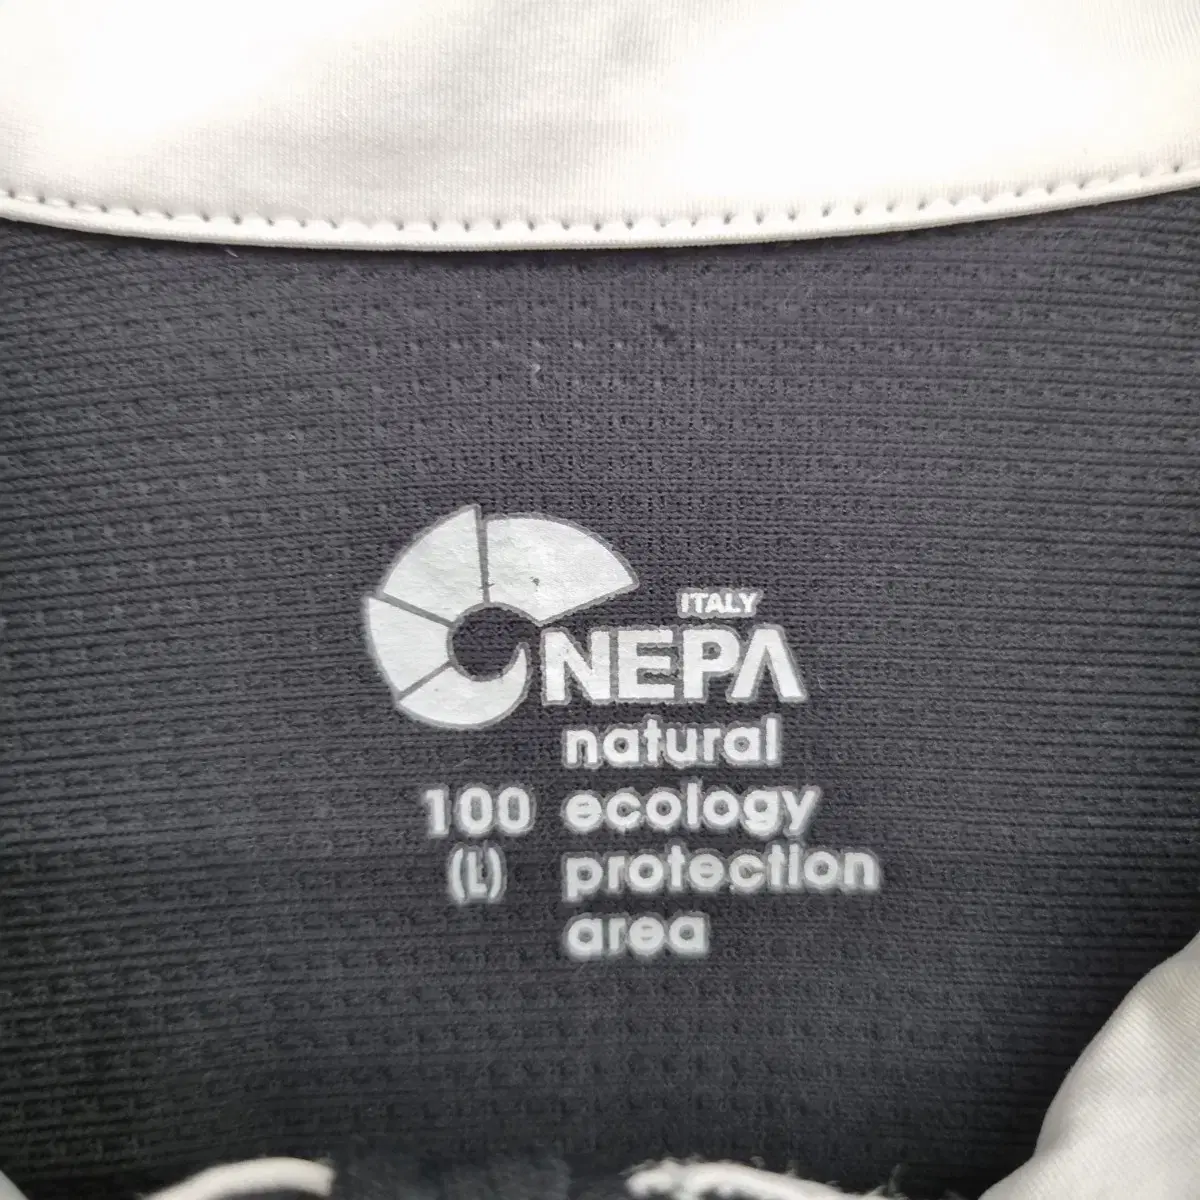 ITALY
NEPA
natural
100 ecology
(L) protection
area